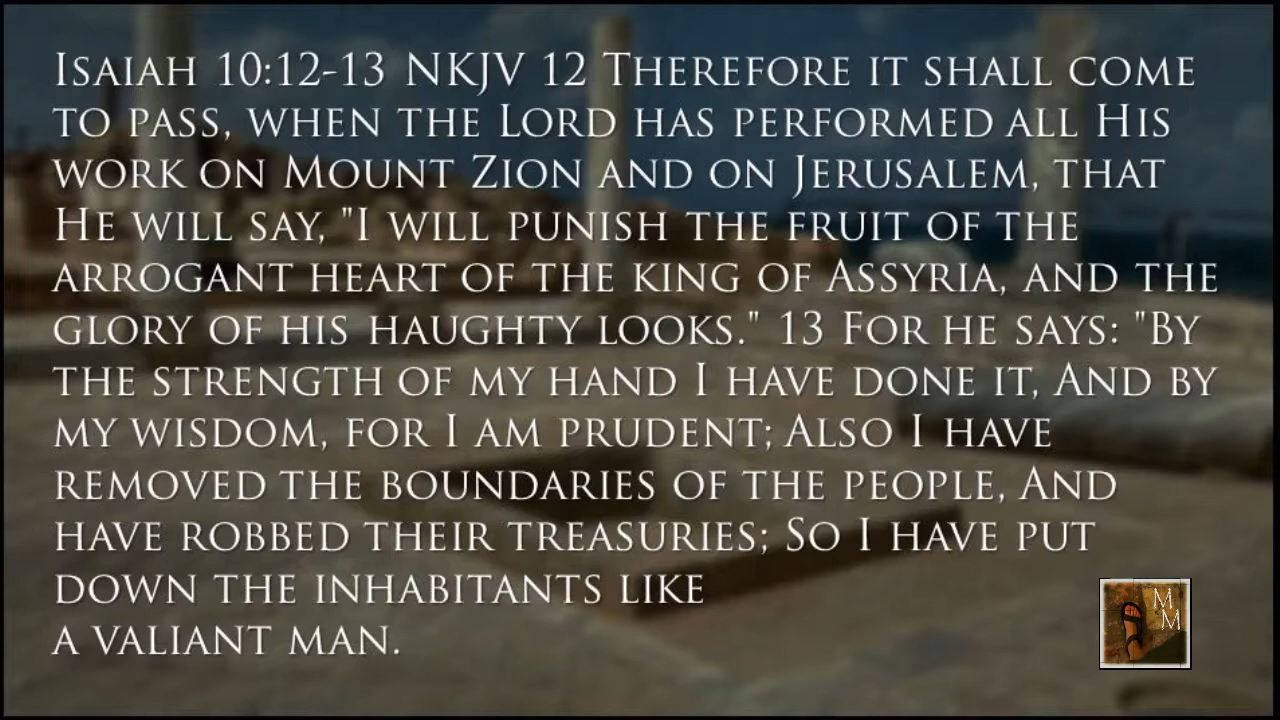 Isaiah 10:12-13 NKJV 12 Therefore it shall come
to pass, when the Lord has performed all His
work on Mount Zion and on Jerusalem, that
He will say, "I will punish the fruit of the
arrogant heart of the king of Assyria, and the
glory of his haughty looks." 13 For he says: "By
the strength of my hand I have done it, And by
my wisdom, for I am prudent; Also I have
removed the boundaries of the people, And
have robbed their treasuries; So I have put
down the inhabitants like
a valiant man.
M
M